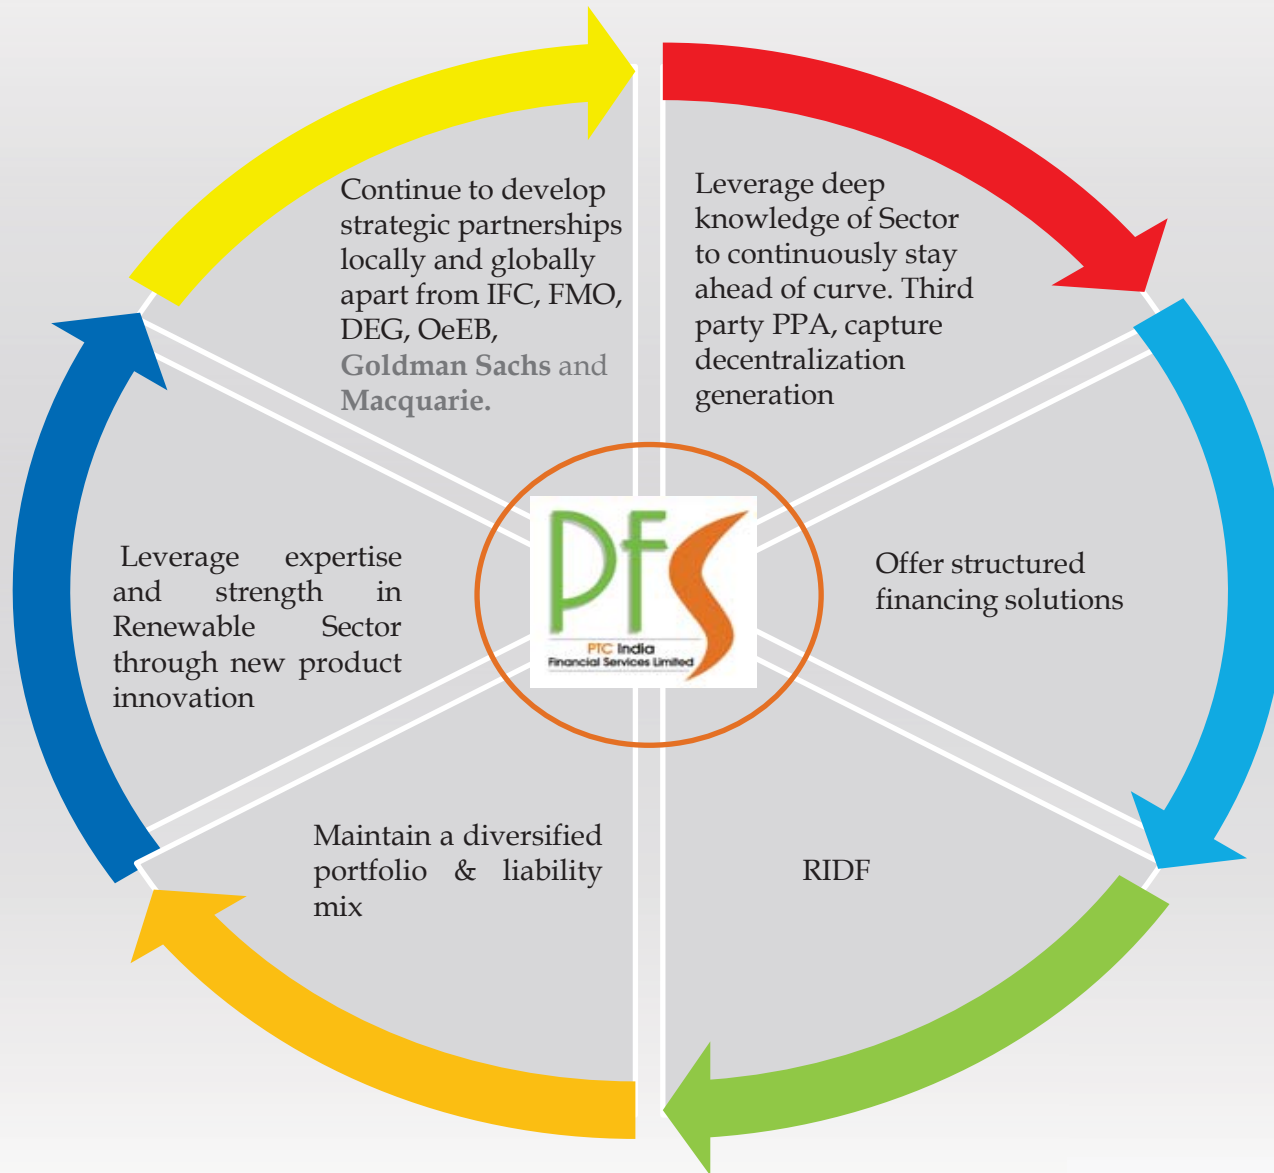 Continue to develop
strategic partnerships
locally and globally
apart from IFC, FMO,
DEG, OeEB,
Goldman Sachs and
Macquarie.
Leverage deep
knowledge of Sector
to continuously stay
ahead of curve. Third
party PPA, capture
decentralization
generation
Leverage expertise
and strength in
Renewable Sector
through new product
innovation
PFS
PTC India
Financial Services Limited
Offer structured
financing solutions
Maintain a diversified
portfolio & liability
mix
RIDF